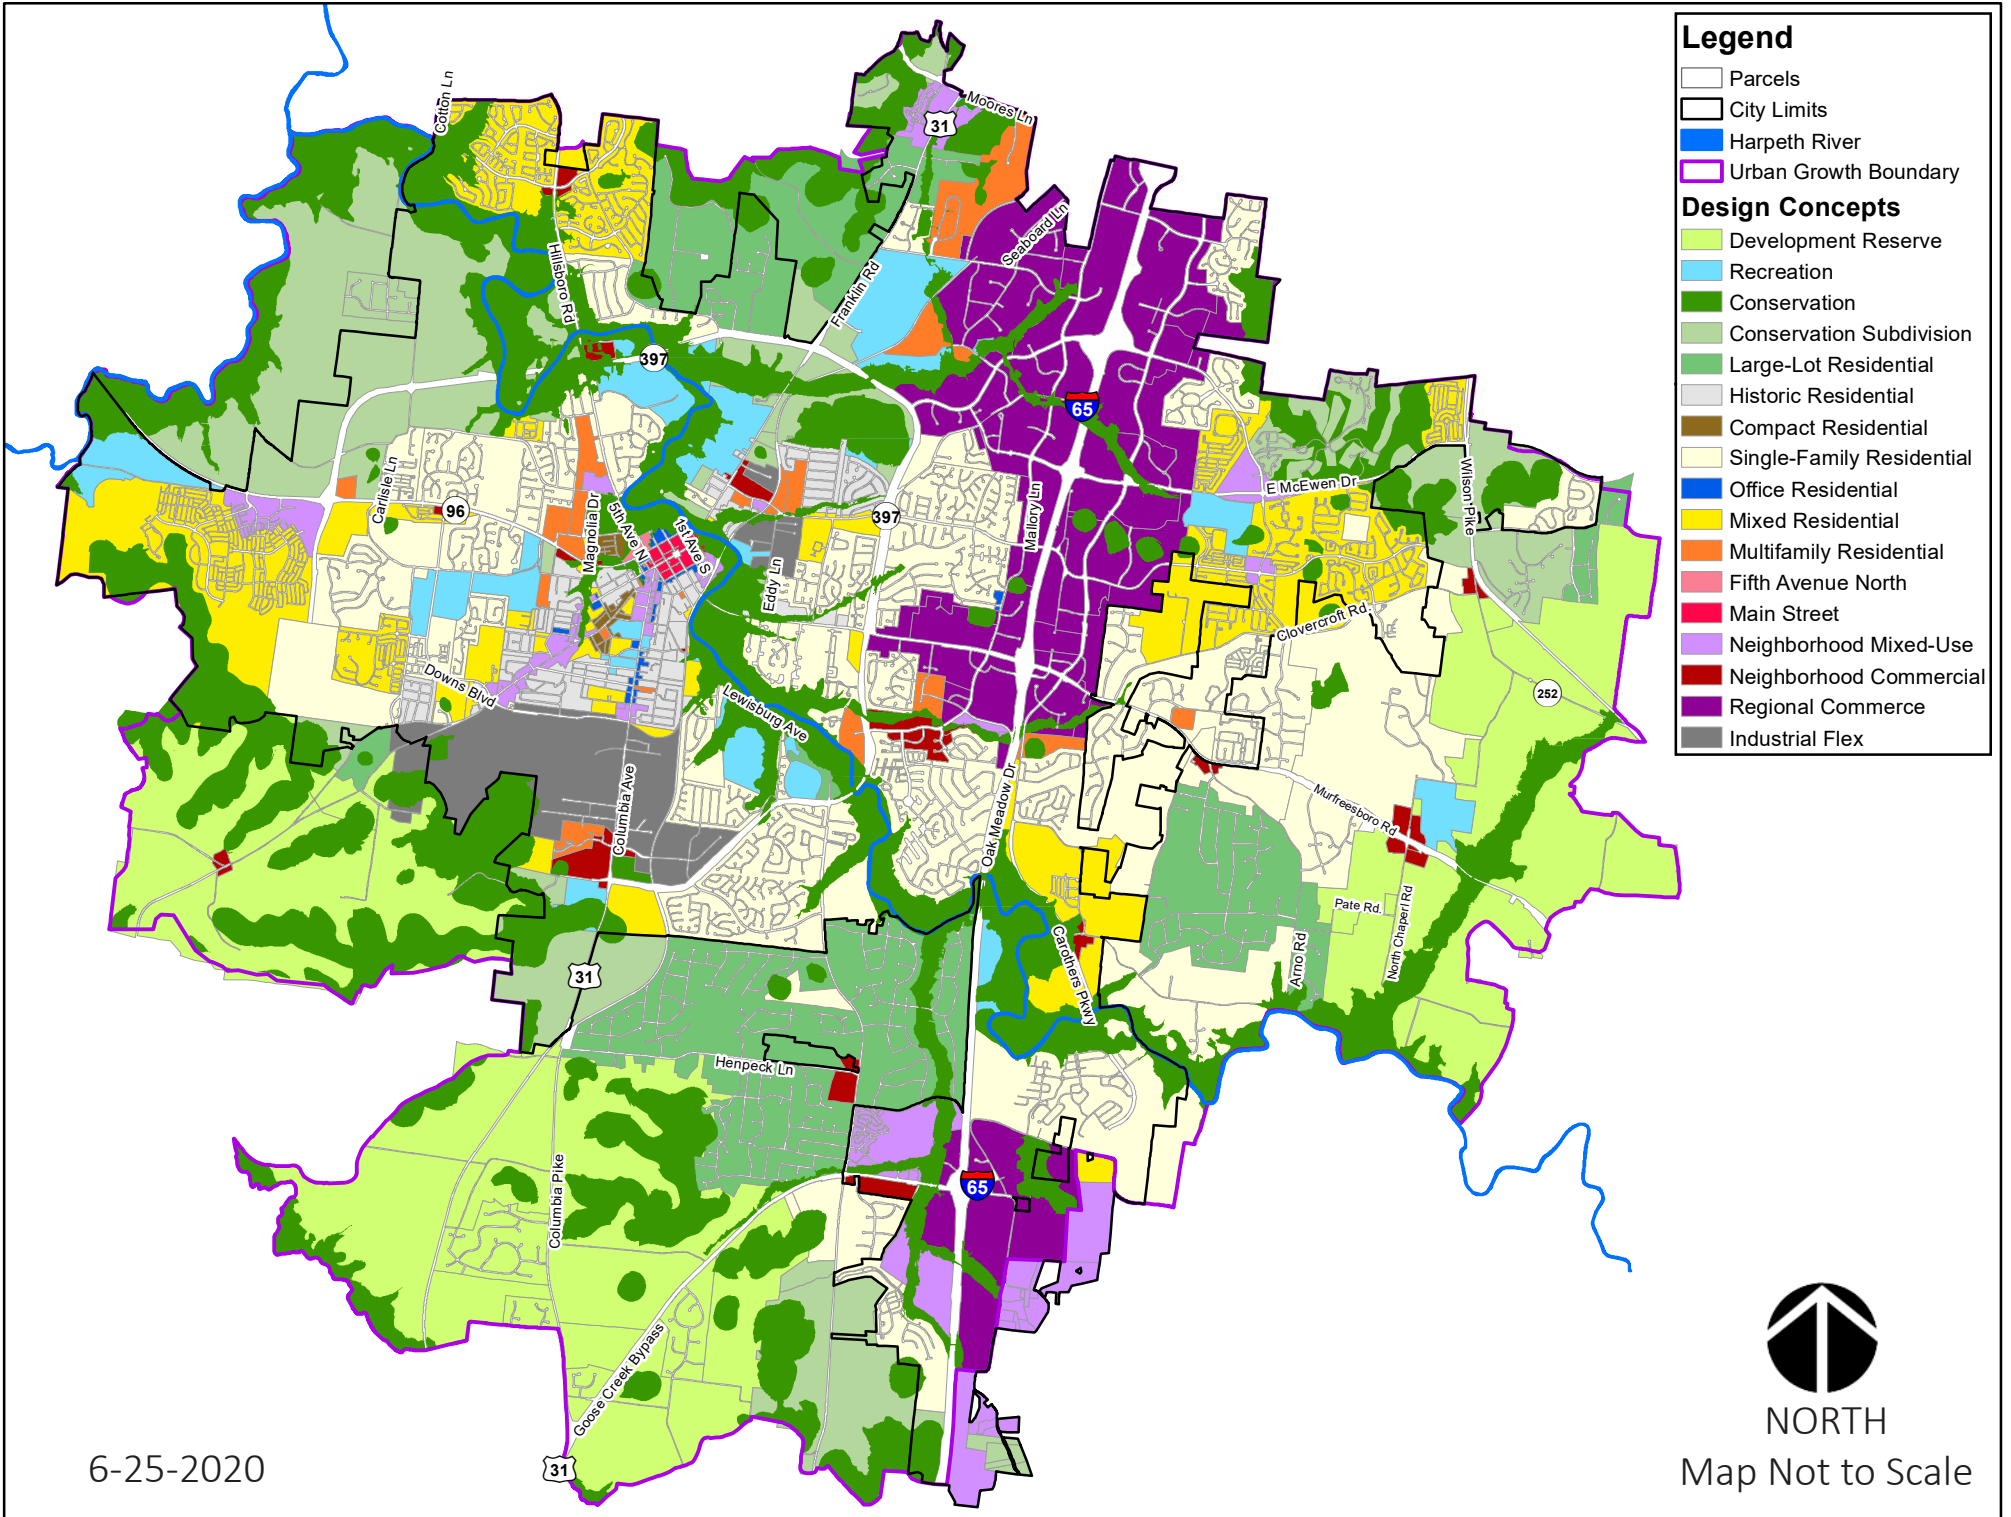 Legend
Parcels
City Limits
Harpeth River
Urban Growth Boundary
Design Concepts
Development Reserve
Recreation
Conservation
Conservation Subdivision
Large-Lot Residential
Historic Residential
Compact Residential
Single-Family Residential
Office Residential
Mixed Residential
Multifamily Residential
Fifth Avenue North
Main Street
Neighborhood Mixed-Use
Neighborhood Commercial
Regional Commerce
Industrial Flex
Cotton Ln
Moores Ln
31
Seaboard Ln
Hillsboro Rd
Franklin Rd
397
65
Carlisle Ln
96
Magnolia Dr
5th Ave N
1st Ave S
397
Mallory Ln
E McEwen Dr
Wilson Pike
Eddy Ln
Clovercroft Rd.
Downs Blvd
Lewisburg Ave
252
Columbia Ave
Oak Meadow Dr
Murfreesboro Rd
Pate Rd.
North Chaperl Rd
Arno Rd
Carothers Pkwy
31
Henpeck Ln
Columbia Pike
65
Goose Creek Bypass
31
6-25-2020
NORTH
Map Not to Scale